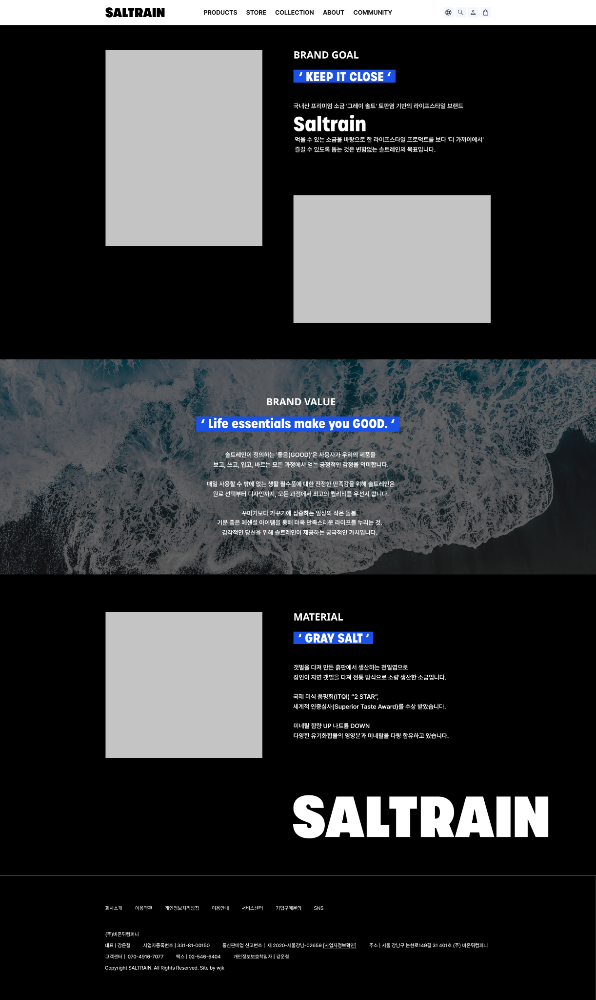 SALTRAIN
PRODUCTS STORE COLLECTION ABOUT COMMUNITY
BRAND GOAL
‘ KEEP IT CLOSE ‘
국내산 프리미엄 소금 '그레이 솔트' 토판염 기반의 라이프스타일 브랜드
Saltrain
먹을 수 있는 소금을 바탕으로 한 라이프스타일 프로덕트를 보다 '더 가까이에서'
즐길 수 있도록 돕는 것은 변함없는 솔트레인의 목표입니다.
BRAND VALUE
‘ Life essentials make you GOOD. ‘
솔트레인이 정의하는 '좋음(GOOD)'은 사용자가 우리의 제품을
보고, 쓰고, 입고, 바르는 모든 과정에서 얻는 긍정적인 감정을 의미합니다.
매일 사용할 수 밖에 없는 생활 필수품에 대한 진정한 만족감을 위해 솔트레인은
원료 선택부터 디자인까지, 모든 과정에서 최고의 퀄리티를 우선시 합니다.
꾸미기보다 가꾸기에 집중하는 일상의 작은 돌봄.
기분 좋은 에센셜 아이템을 통해 더욱 만족스러운 라이프를 누리는 것.
감각적인 당신을 위해 솔트레인이 제공하는 궁극적인 가치입니다.
MATERIAL
‘ GRAY SALT ‘
갯벌을 다져 만든 흙판에서 생산하는 천일염으로
장인이 자연 갯벌을 다져 전통 방식으로 소량 생산한 소금입니다.
국제 미식 품평회(ITQI) “2 STAR”,
세계적 인증심사(Superior Taste Award)를 수상 받았습니다.
미네랄 함량 UP 나트륨 DOWN
다양한 유기화합물의 영양분과 미네랄을 다량 함유하고 있습니다.
SALTRAIN
회사소개 이용약관 개인정보처리방침 이용안내 서비스센터 기업구매문의 SNS
(주)비온뒤컴퍼니
대표 | 강운철 사업자등록번호 | 331-81-00150 통신판매업 신고번호 | 제 2020-서울강남-02659 [사업자정보확인] 주소 | 서울 강남구 논현로149길 31 401호 (주) 비온뒤컴퍼니
고객센터 | 070-4916-7077 팩스 | 02-546-6404 개인정보보호책임자 | 강운철
Copyright SALTRAIN. All Rights Reserved. Site by wjk